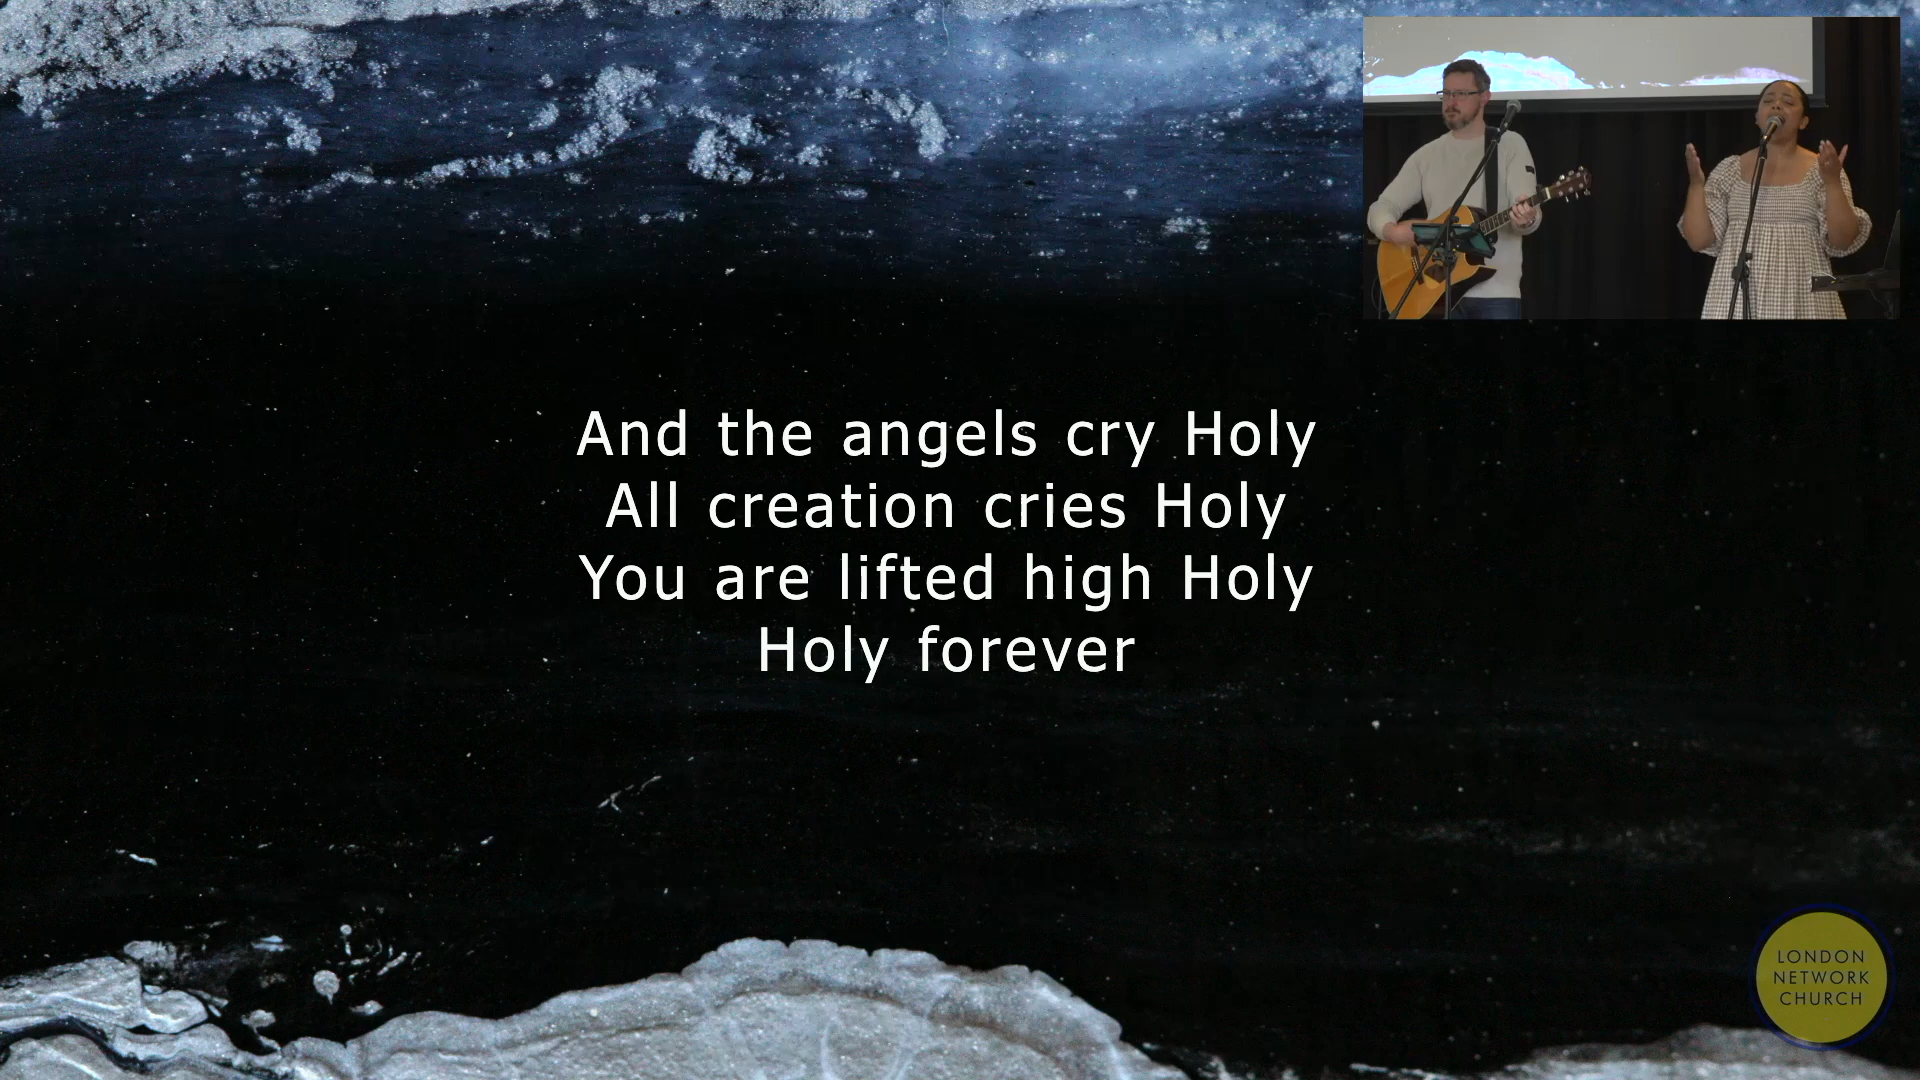 And the angels cry Holy
All creation cries Holy
You are lifted high Holy
Holy forever
LONDON
NETWORK
CHURCH